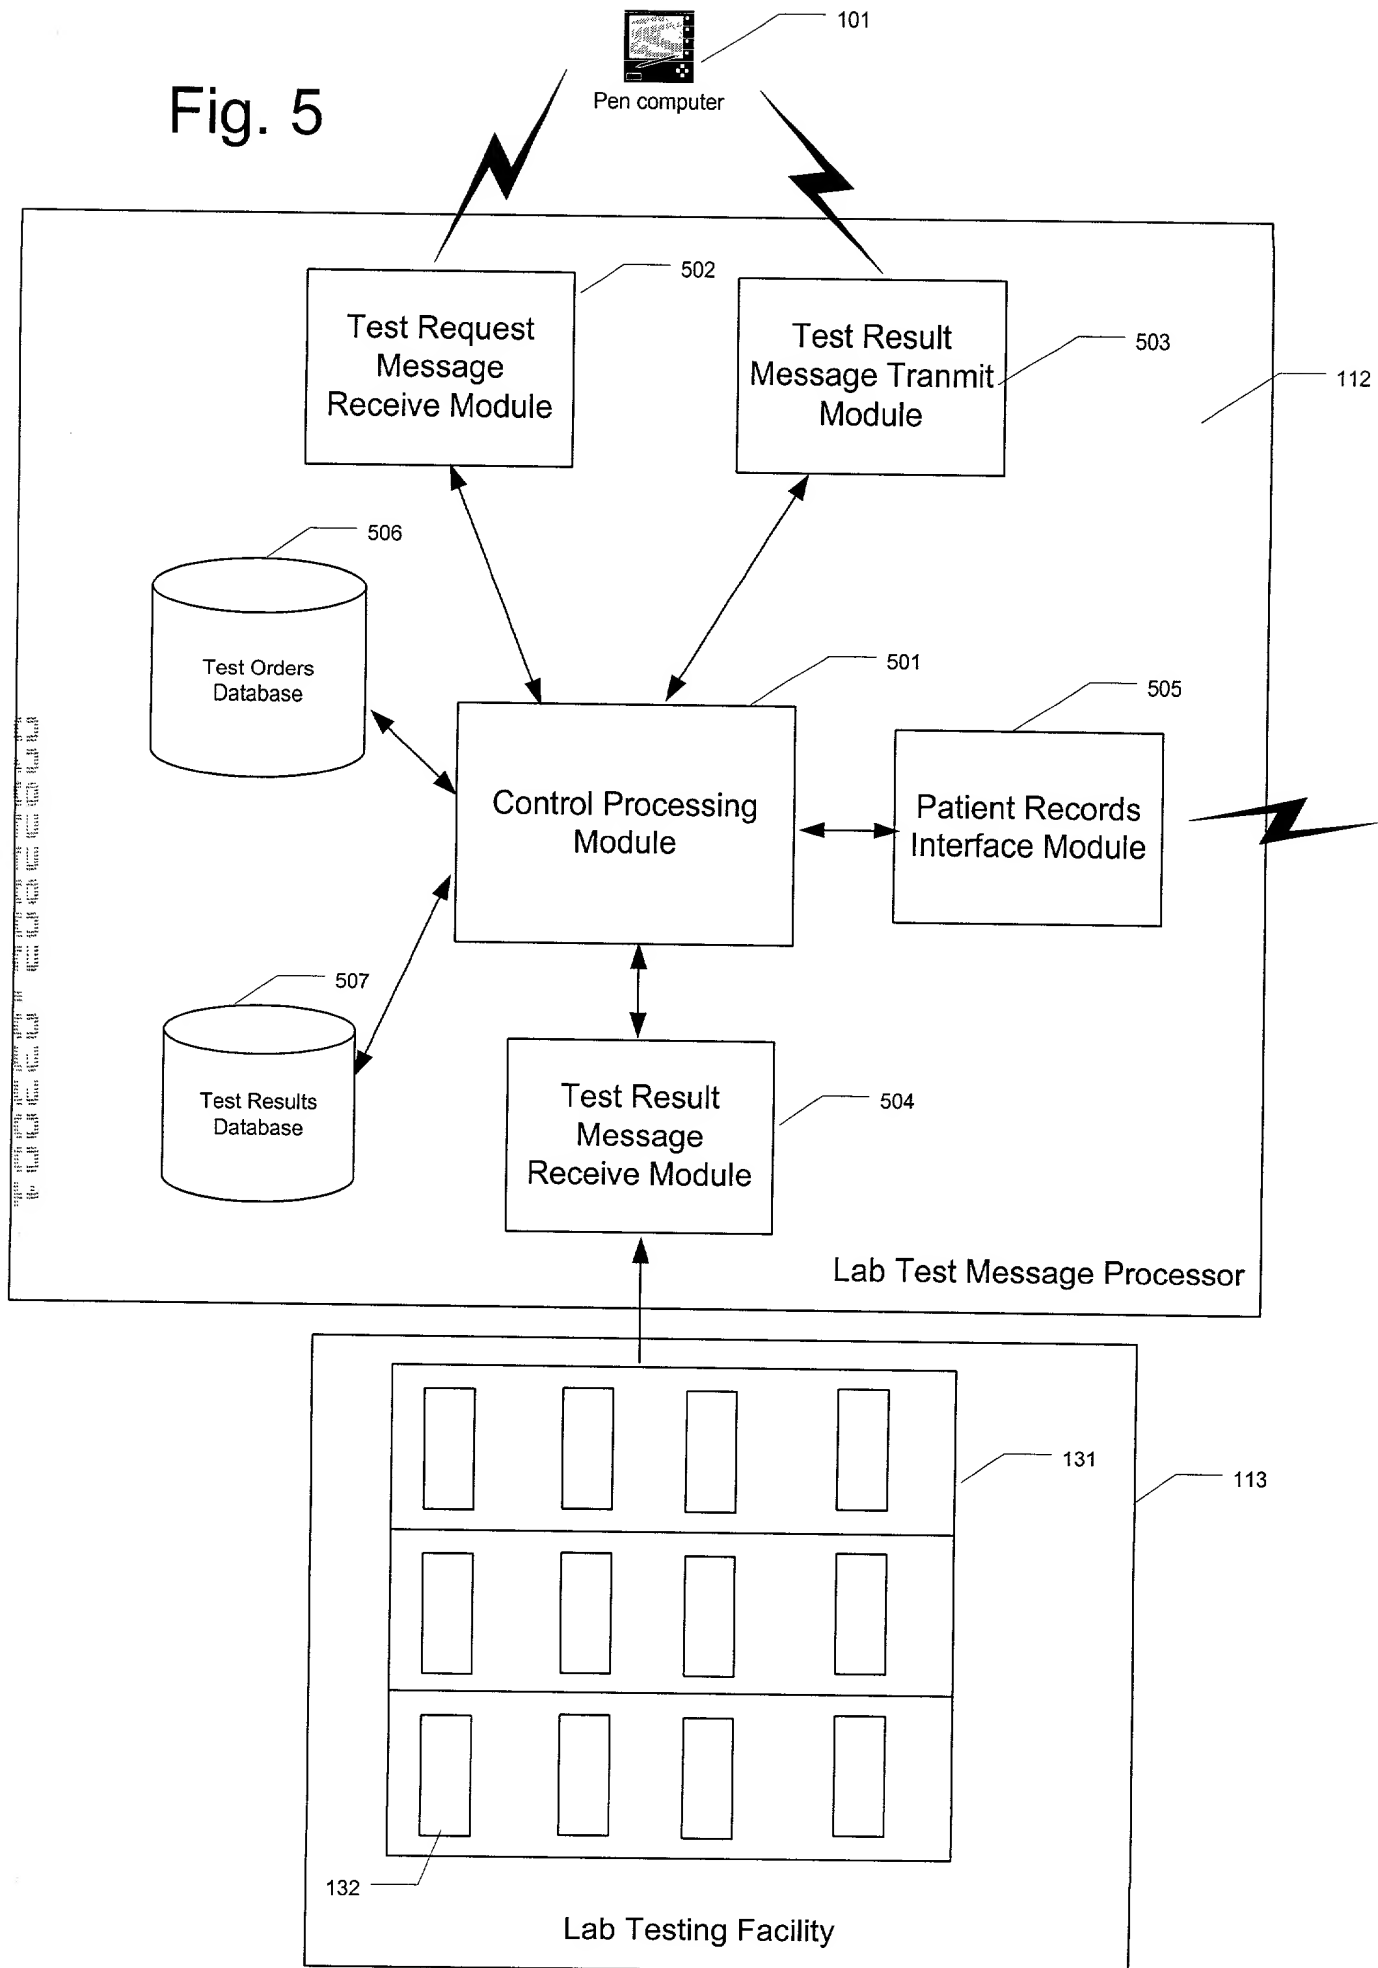 101
Pen computer
Fig. 5
502
Test Request
Message
Receive Module
503
Test Result
Message Tranmit
Module
112
506
Test Orders
Database
501
Control Processing
Module
505
Patient Records
Interface Module
507
Test Results
Database
504
Test Result
Message
Receive Module
Lab Test Message Processor
131
113
132
Lab Testing Facility